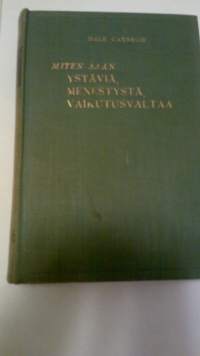 DALE CARNEGIE
MITEN SAAN
YSTÄVIÄ,
MENESTYSTÄ,
VAIKUTUSVALTAA